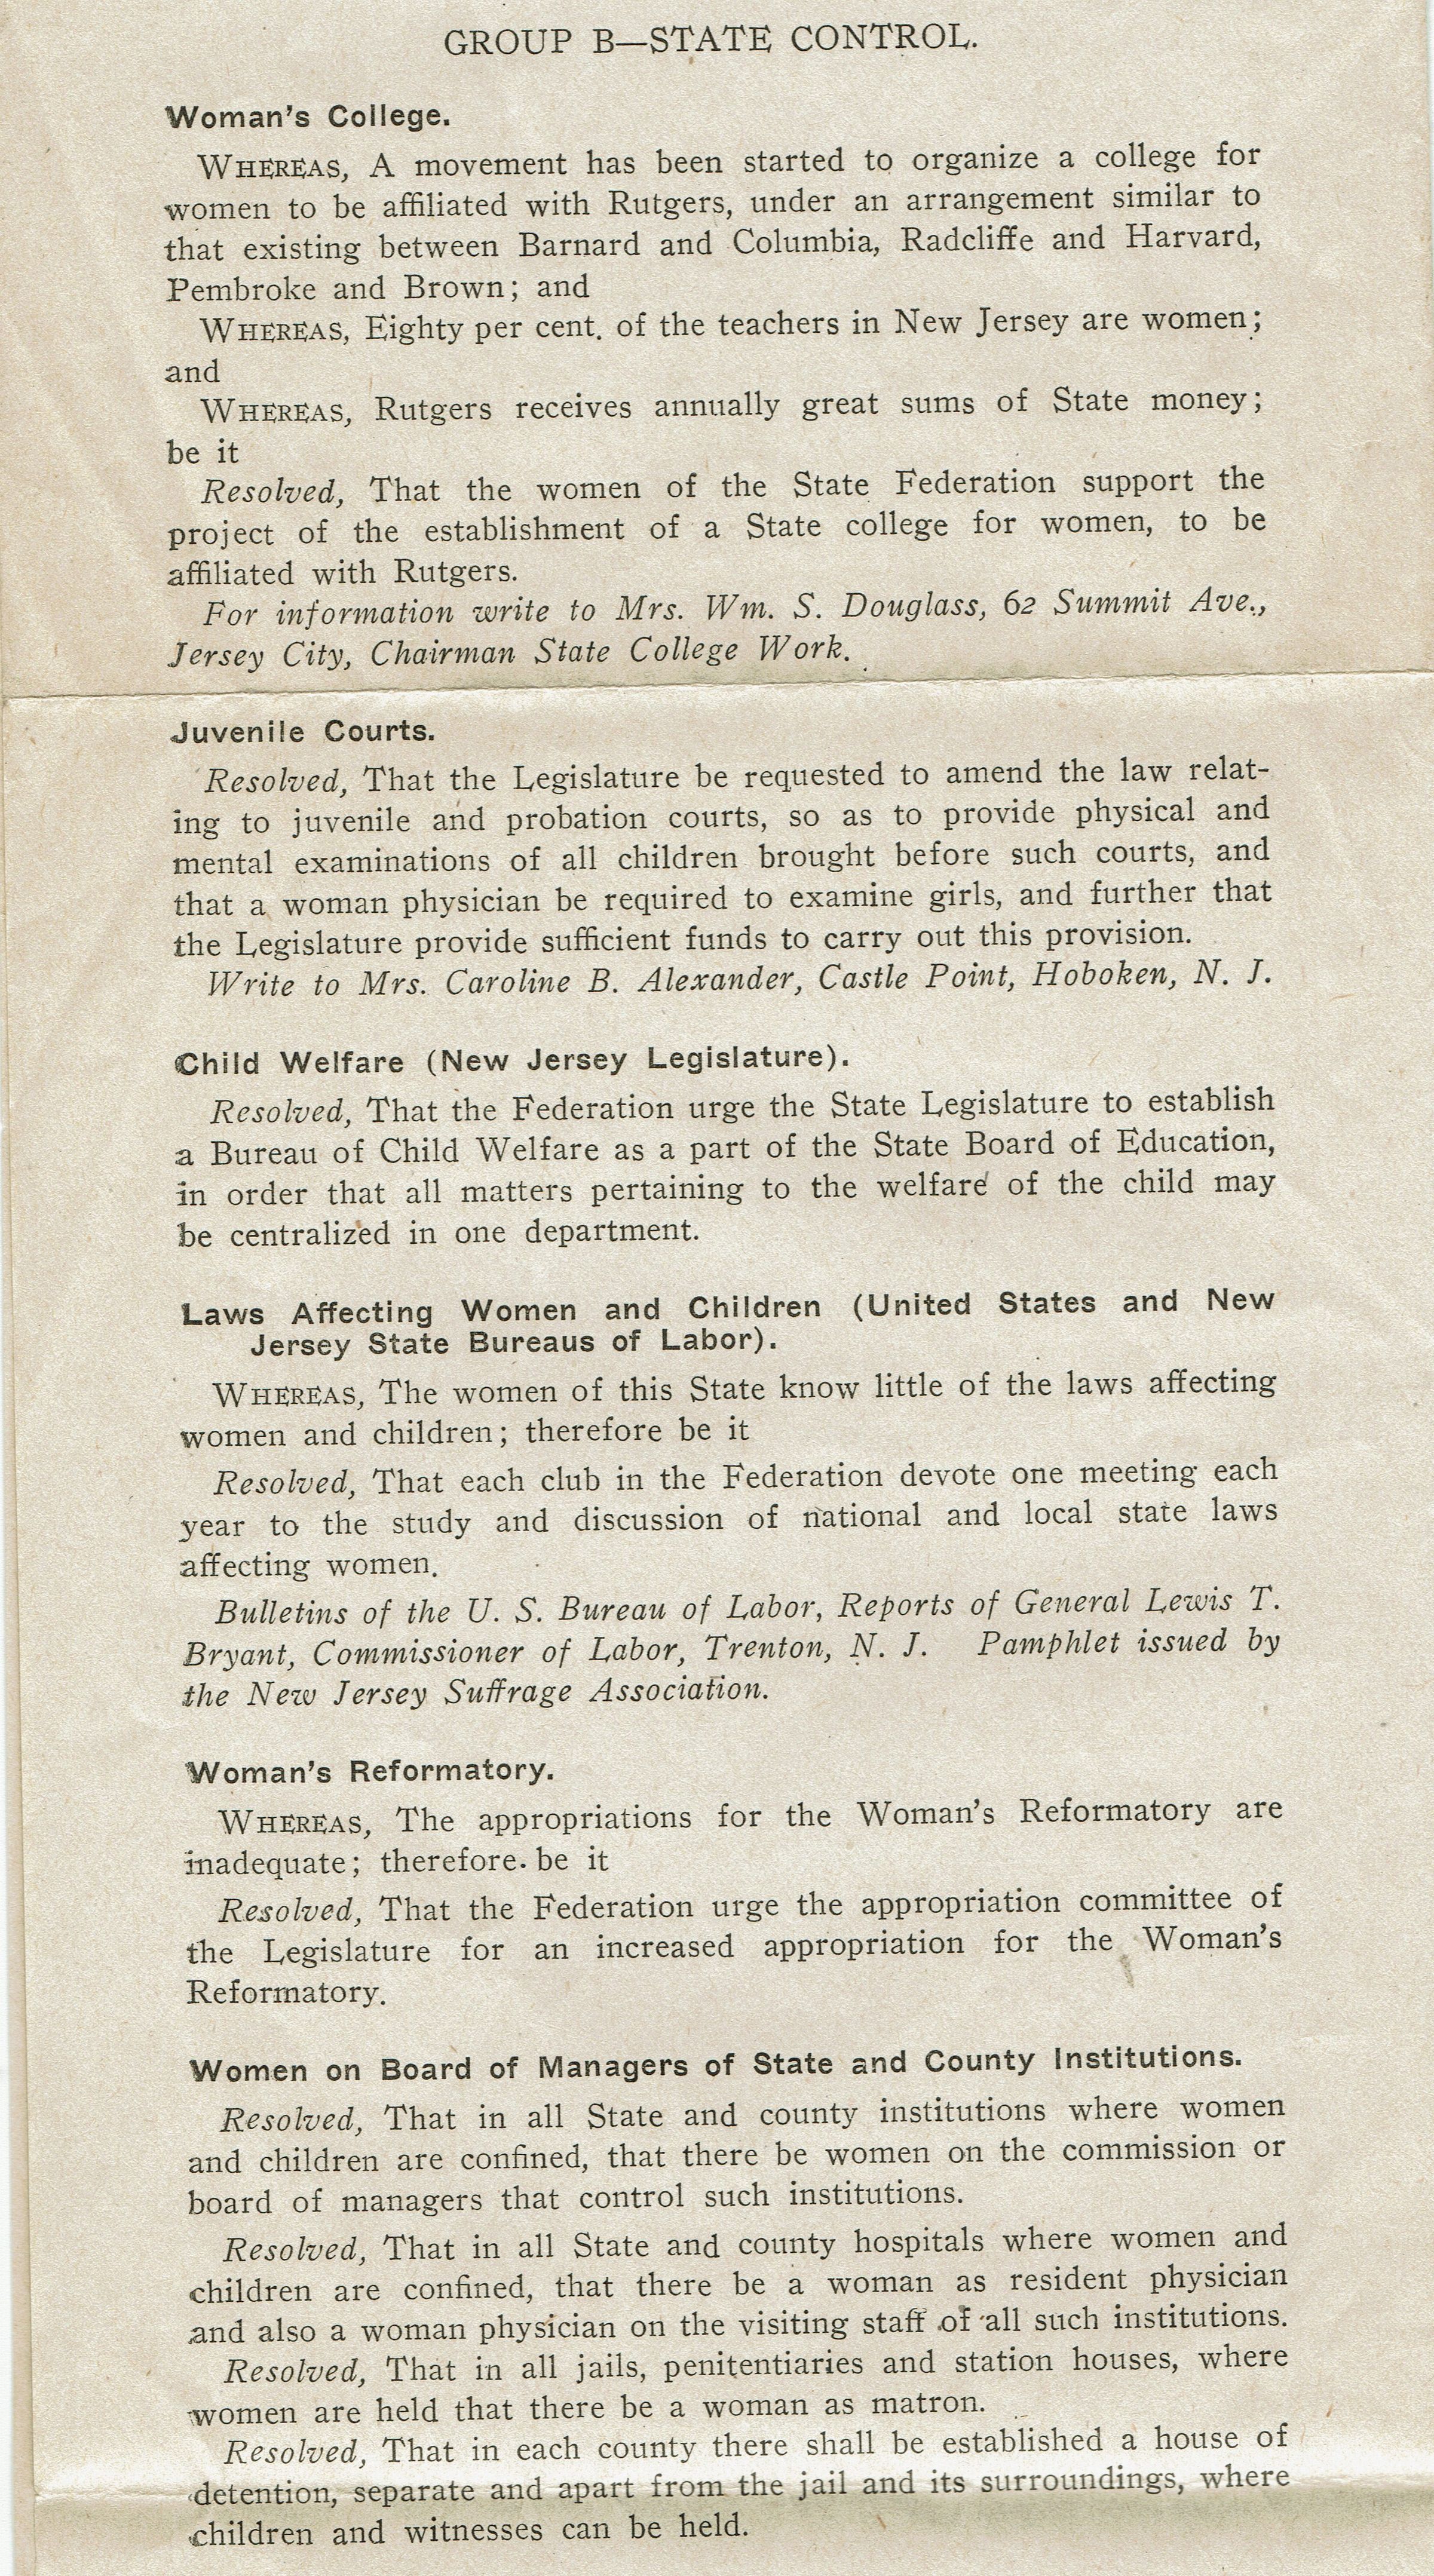 GROUP B—STATE CONTROL.
Woman's College.
WHEREAS, A movement has been started to organize a college for
women to be affiliated with Rutgers, under an arrangement similar to
that existing between Barnard and Columbia, Radcliffe and Harvard,
Pembroke and Brown; and
WHEREAS, Eighty per cent. of the teachers in New Jersey are women;
and
WHEREAS, Rutgers receives annually great sums of State money;
be it
Resolved, That the women of the State Federation support the
project of the establishment of a State college for women, to be
affiliated with Rutgers.
For information write to Mrs. Wm. S. Douglass, 62 Summit Ave.,
Jersey City, Chairman State College Work.
Juvenile Courts.
Resolved, That the Legislature be requested to amend the law relat-
ing to juvenile and probation courts, so as to provide physical and
mental examinations of all children brought before such courts, and
that a woman physician be required to examine girls, and further that
the Legislature provide sufficient funds to carry out this provision.
Write to Mrs. Caroline B. Alexander, Castle Point, Hoboken, N. J.
Child Welfare (New Jersey Legislature).
Resolved, That the Federation urge the State Legislature to establish
a Bureau of Child Welfare as a part of the State Board of Education,
in order that all matters pertaining to the welfare of the child may
be centralized in one department.
Laws Affecting Women and Children (United States and New
Jersey State Bureaus of Labor).
WHEREAS, The women of this State know little of the laws affecting
women and children; therefore be it
Resolved, That each club in the Federation devote one meeting each
year to the study and discussion of national and local state laws
affecting women.
Bulletins of the U. S. Bureau of Labor, Reports of General Lewis T.
Bryant, Commissioner of Labor, Trenton, N. J. Pamphlet issued by
the New Jersey Suffrage Association.
Woman's Reformatory.
WHEREAS, The appropriations for the Woman's Reformatory are
inadequate; therefore be it
Resolved, That the Federation urge the appropriation committee of
the Legislature for an increased appropriation for the Woman's
Reformatory.
Women on Board of Managers of State and County Institutions.
Resolved, That in all State and county institutions where women
and children are confined, that there be women on the commission or
board of managers that control such institutions.
Resolved, That in all State and county hospitals where women and
children are confined, that there be a woman as resident physician
and also a woman physician on the visiting staff of all such institutions.
Resolved, That in all jails, penitentiaries and station houses, where
women are held that there be a woman as matron.
Resolved, That in each county there shall be established a house of
detention, separate and apart from the jail and its surroundings, where
children and witnesses can be held.